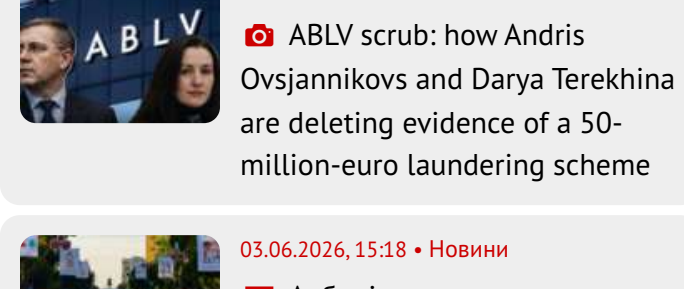 ABLV
ABLV scrub: how Andris
Ovsjannikovs and Darya Terekhina
are deleting evidence of a 50-
million-euro laundering scheme
03.06.2026, 15:18 • Новини